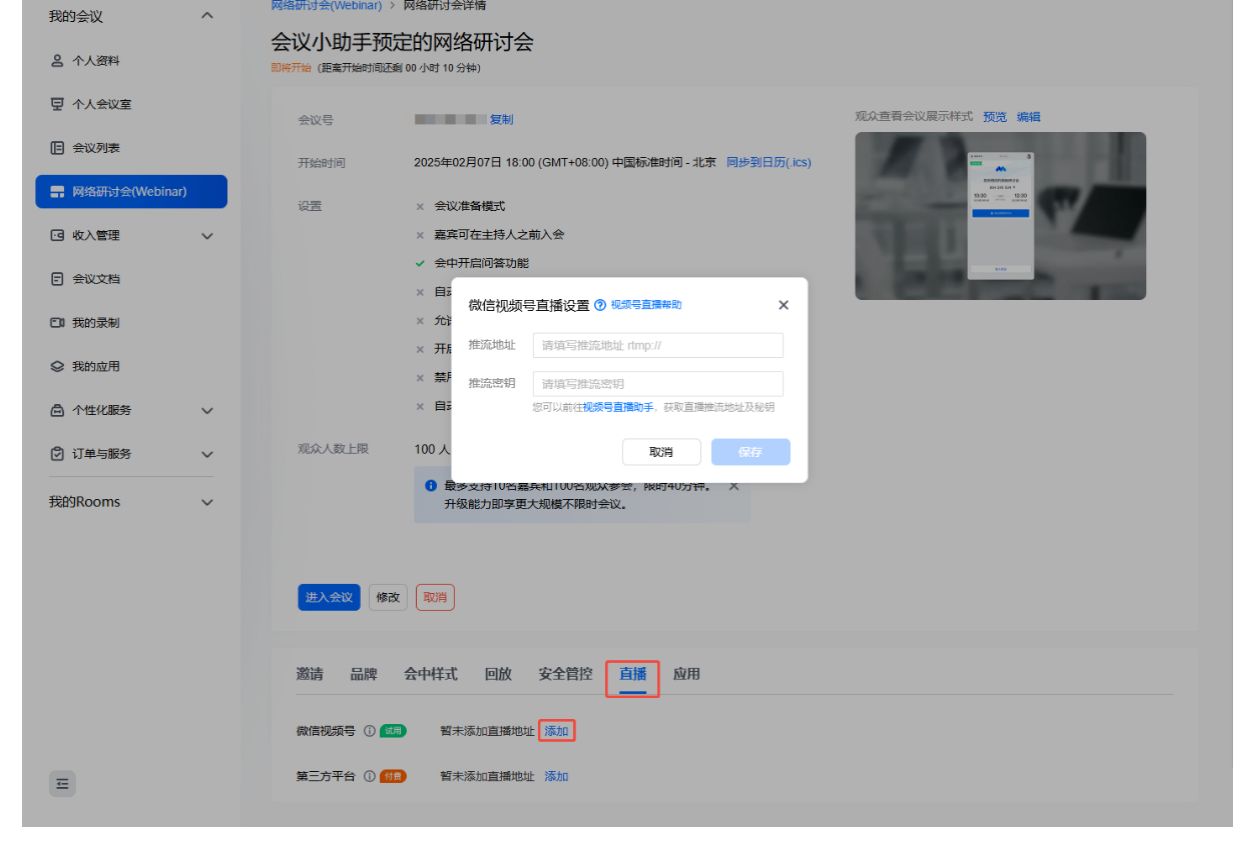 我的会议
个人资料
个人会议室
会议列表
网络研讨会(Webinar)
收入管理
会议文档
我的录制
我的应用
个性化服务
订单与服务
我的Rooms
网络研讨会(Webinar) > 网络研讨会详情
会议小助手预定的网络研讨会
即将开始 (距离开始时间还剩 00 小时 10 分钟)
会议号 复制
开始时间 2025年02月07日 18:00 (GMT+08:00) 中国标准时间 - 北京 同步到日历(.ics)
设置 × 会议准备模式
× 嘉宾可在主持人之前入会
✓ 会中开启问答功能
× 自
× 允
× 开
× 禁
× 自
观众人数上限 100 人
最多支持10名嘉宾和100名观众参会，限时40分钟。 ×
升级能力即享更大规模不限时会议。
观众查看会议展示样式 预览 编辑
10:30 10:30
微信视频号直播设置 视频号直播帮助 ×
推流地址 请填写推流地址 rtmp://
推流密钥 请填写推流密钥
您可以前往视频号直播助手，获取直播推流地址及秘钥
取消 保存
进入会议 修改 取消
邀请 品牌 会中样式 回放 安全管控 直播 应用
微信视频号 试用 暂未添加直播地址 添加
第三方平台 付费 暂未添加直播地址 添加